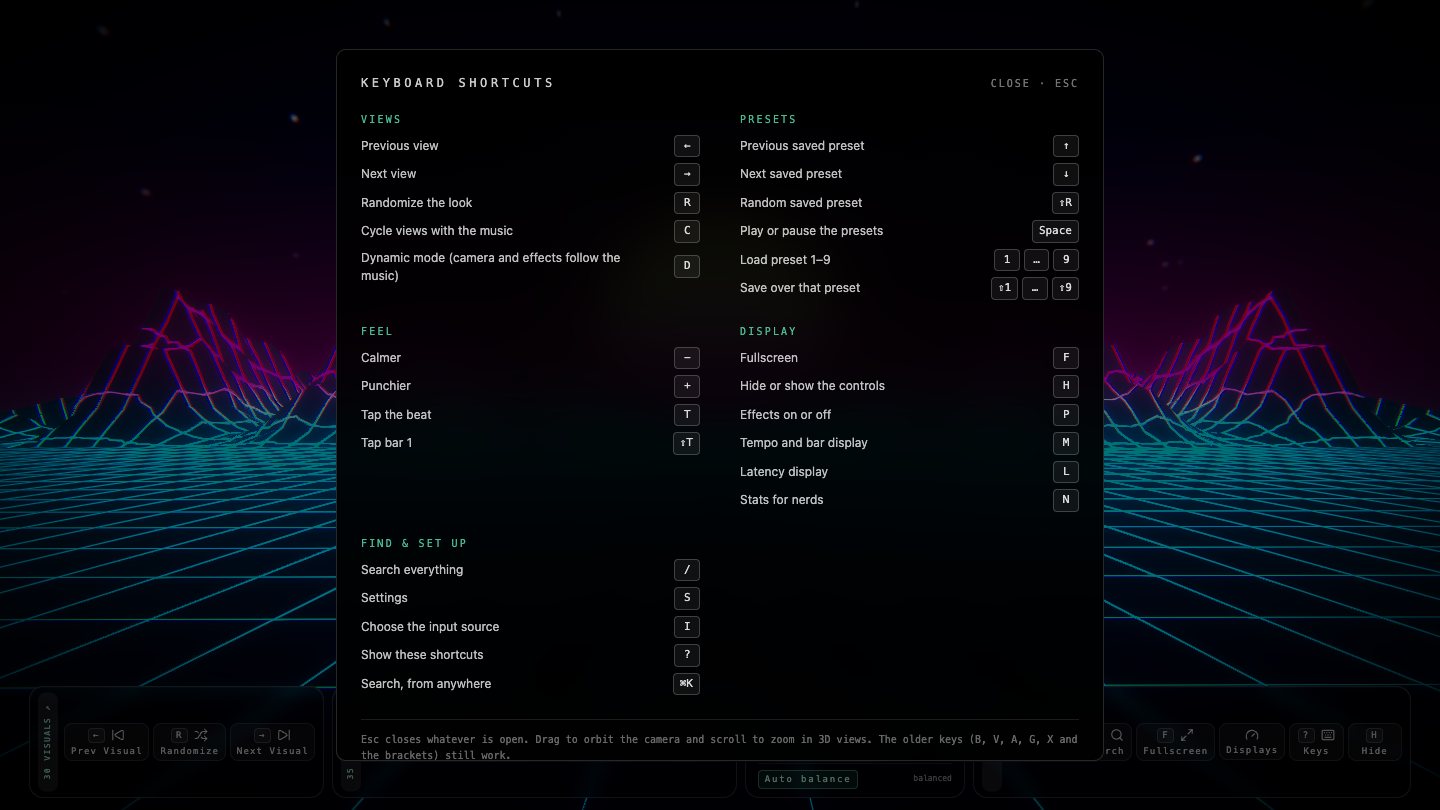 KEYBOARD SHORTCUTS
CLOSE · ESC
VIEWS
Previous view ←
Next view →
Randomize the look R
Cycle views with the music C
Dynamic mode (camera and effects follow the
music) D
PRESETS
Previous saved preset ↑
Next saved preset ↓
Random saved preset ⇧R
Play or pause the presets Space
Load preset 1–9 1 … 9
Save over that preset ⇧1 … ⇧9
FEEL
Calmer −
Punchier +
Tap the beat T
Tap bar 1 ⇧T
DISPLAY
Fullscreen F
Hide or show the controls H
Effects on or off P
Tempo and bar display M
Latency display L
Stats for nerds N
FIND & SET UP
Search everything /
Settings S
Choose the input source I
Show these shortcuts ?
Search, from anywhere ⌘K
Esc closes whatever is open. Drag to orbit the camera and scroll to zoom in 3D views. The older keys (B, V, A, G, X and
the brackets) still work.
30 VISUALS
← Prev Visual
R Randomize
→ Next Visual
35
Auto balance
balanced
rch
F Fullscreen
Displays
? Keys
H Hide